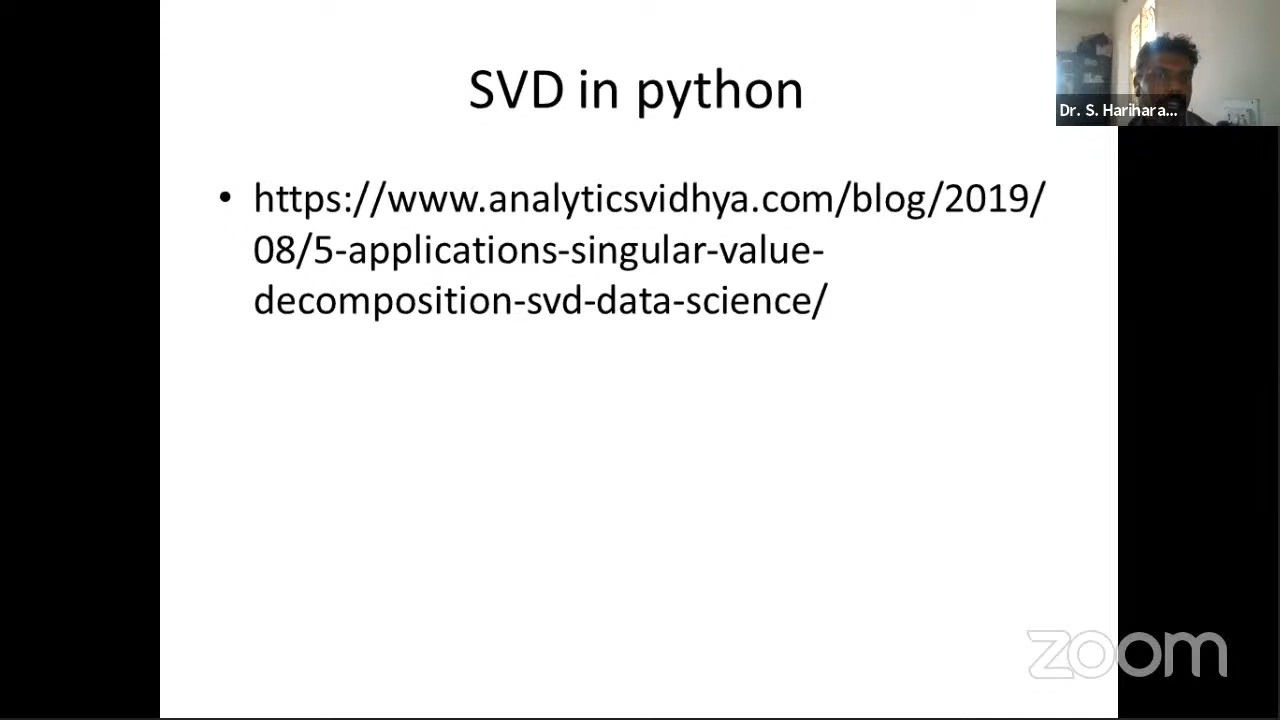 SVD in python
Dr. S. Harihara...
• https://www.analyticsvidhya.com/blog/2019/
08/5-applications-singular-value-
decomposition-svd-data-science/
zoom